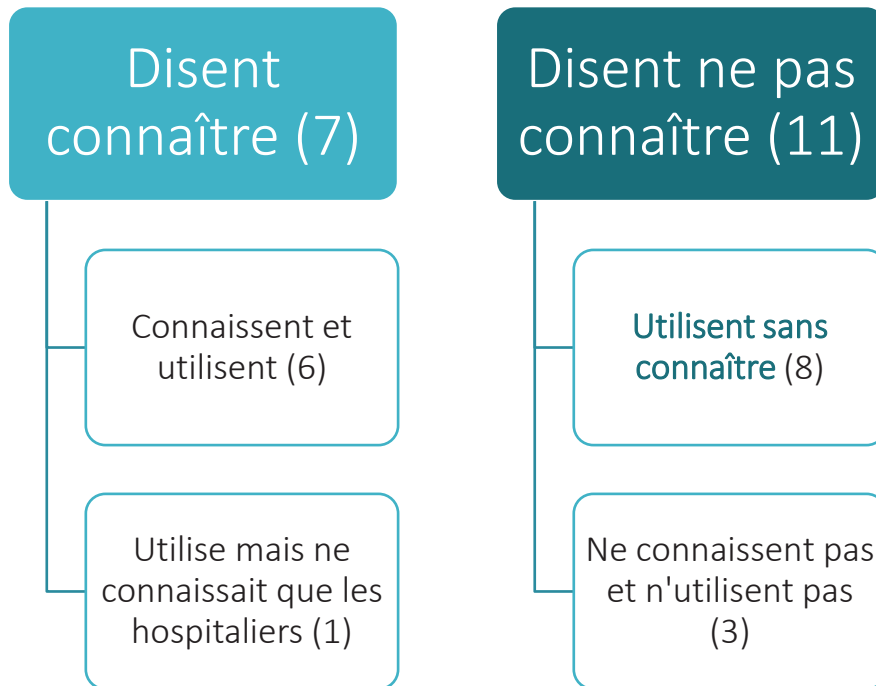 Disent
connaître (7)
Connaissent et
utilisent (6)
Utilise mais ne
connaissait que les
hospitaliers (1)
Disent ne pas
connaître (11)
Utilisent sans
connaître (8)
Ne connaissent pas
et n'utilisent pas
(3)